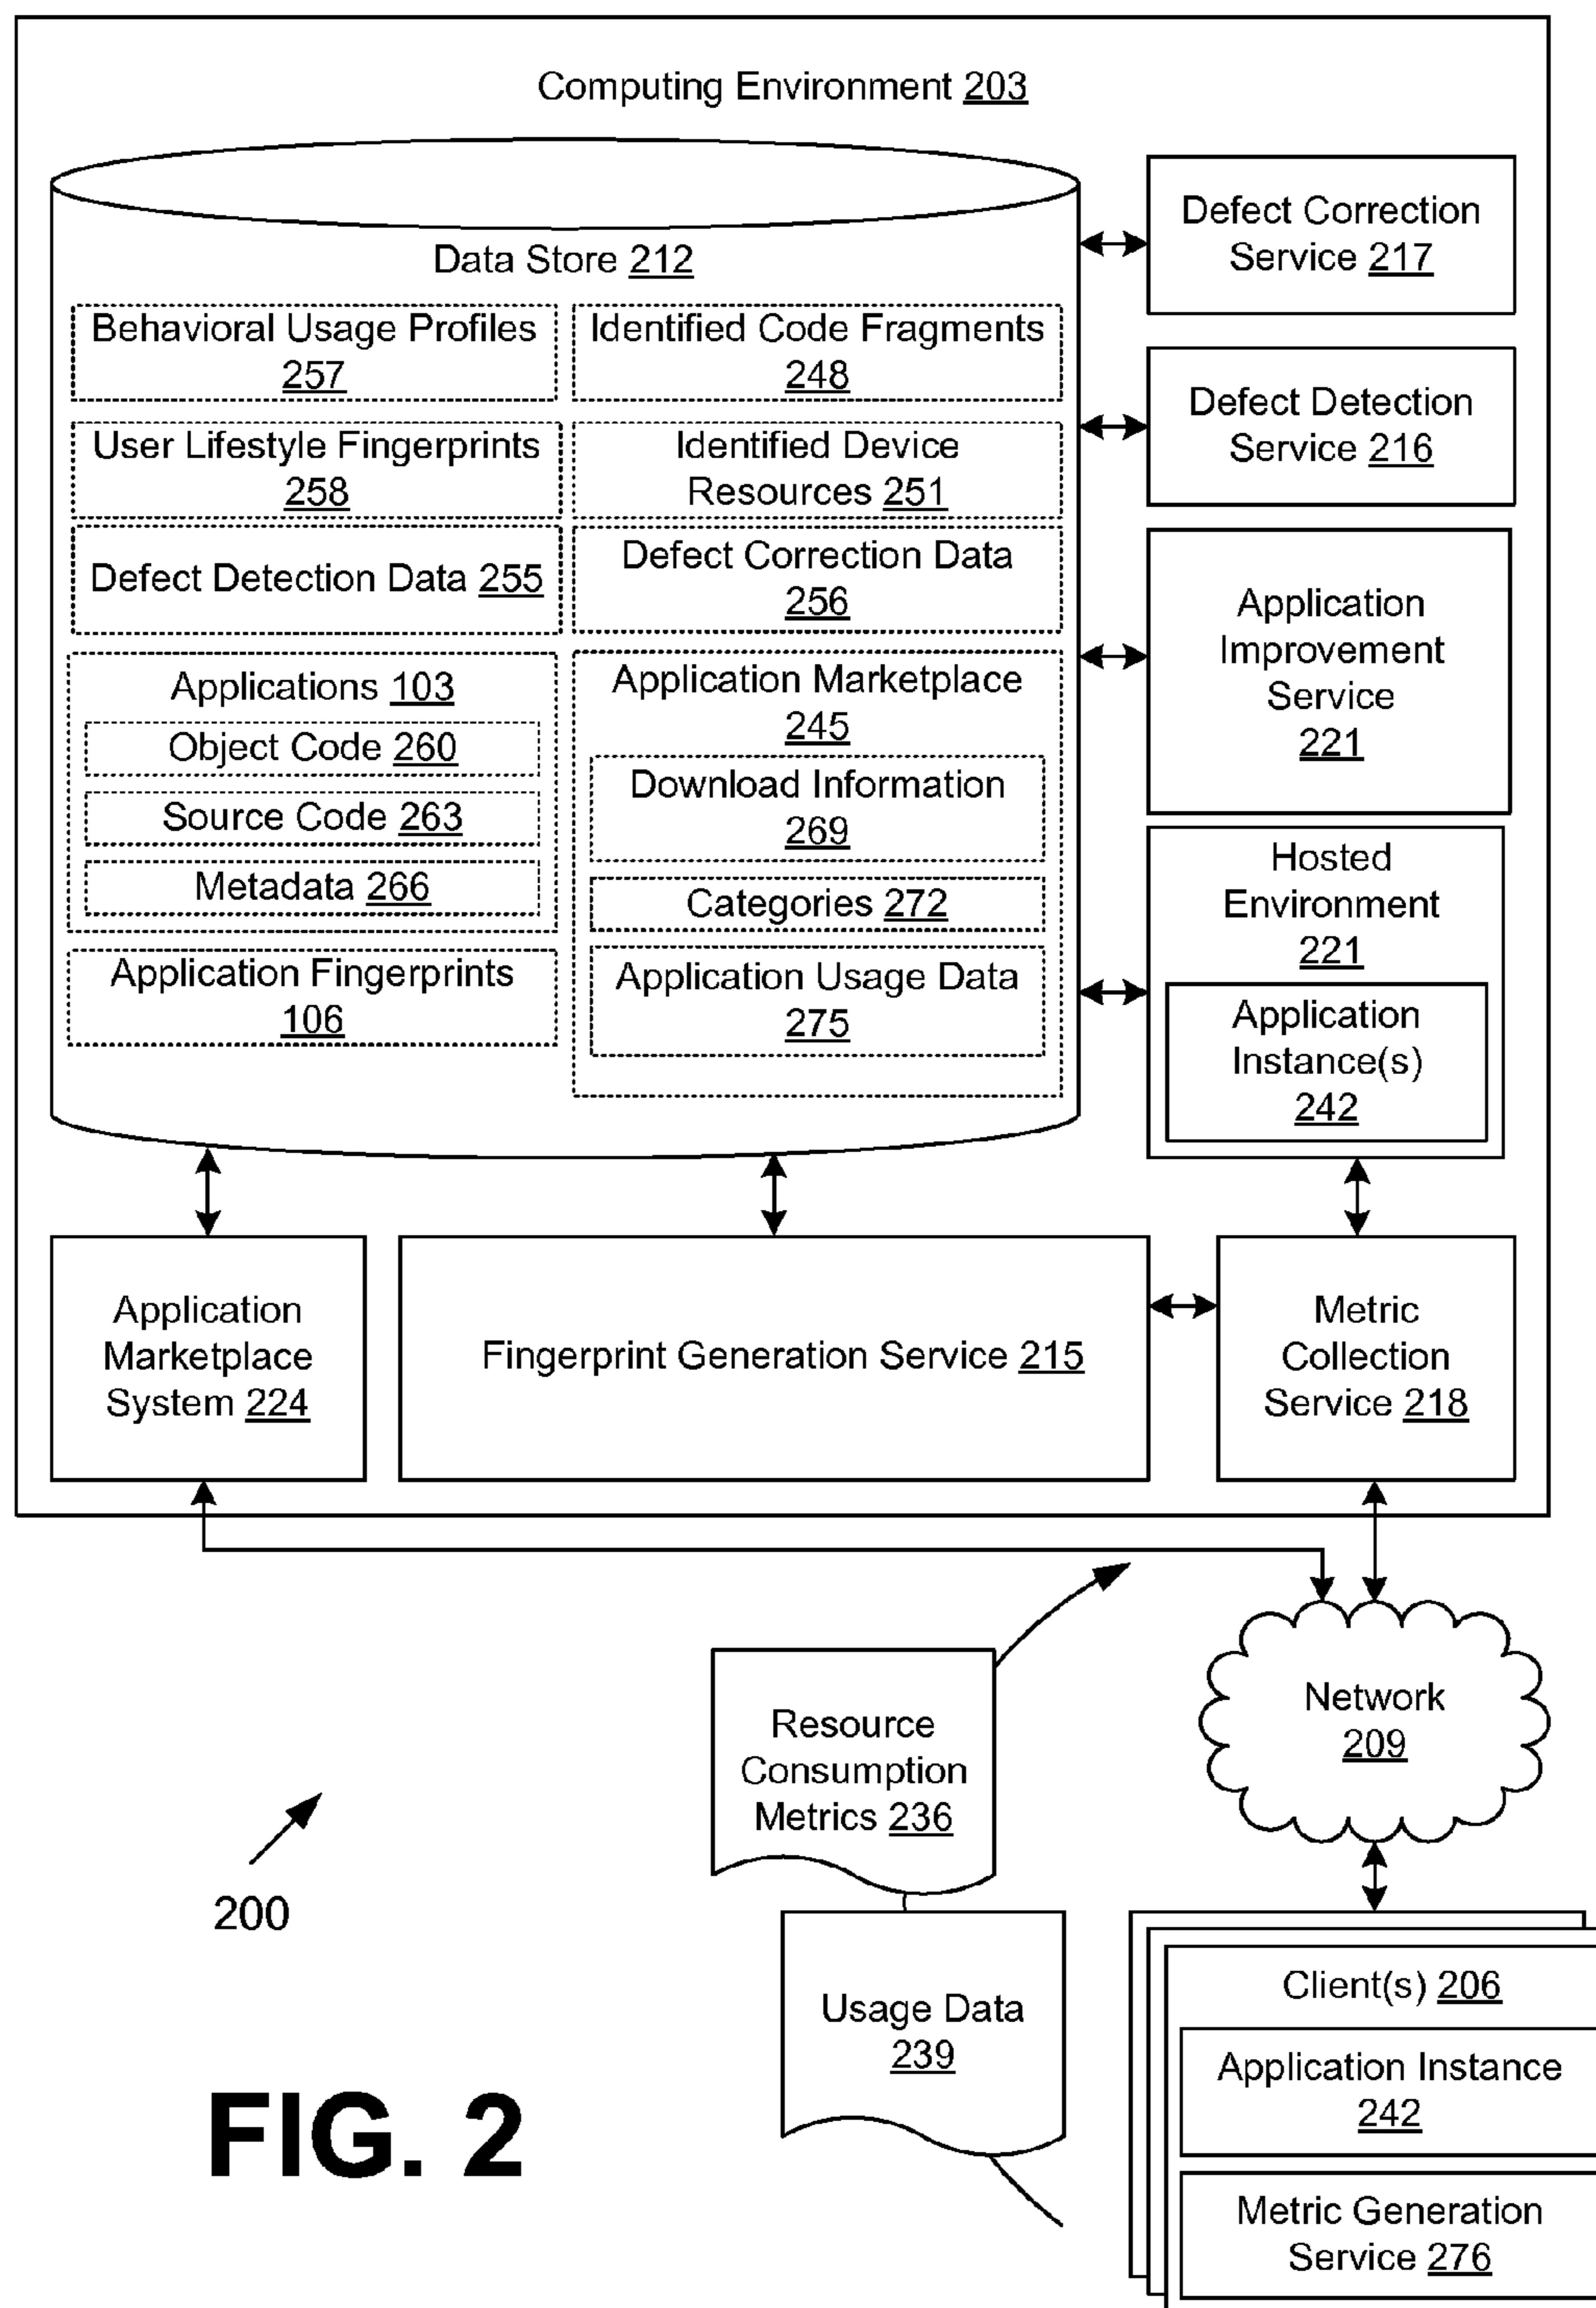 Computing Environment 203
Data Store 212
Behavioral Usage Profiles
257
Identified Code Fragments
248
User Lifestyle Fingerprints
258
Identified Device
Resources 251
Defect Detection Data 255
Defect Correction Data
256
Applications 103
Object Code 260
Source Code 263
Metadata 266
Application Fingerprints
106
Application Marketplace
245
Download Information
269
Categories 272
Application Usage Data
275
Defect Correction
Service 217
Defect Detection
Service 216
Application
Improvement
Service
221
Hosted
Environment
221
Application
Instance(s)
242
Application
Marketplace
System 224
Fingerprint Generation Service 215
Metric
Collection
Service 218
Resource
Consumption
Metrics 236
Network
209
200
Usage Data
239
Client(s) 206
Application Instance
242
Metric Generation
Service 276
FIG. 2